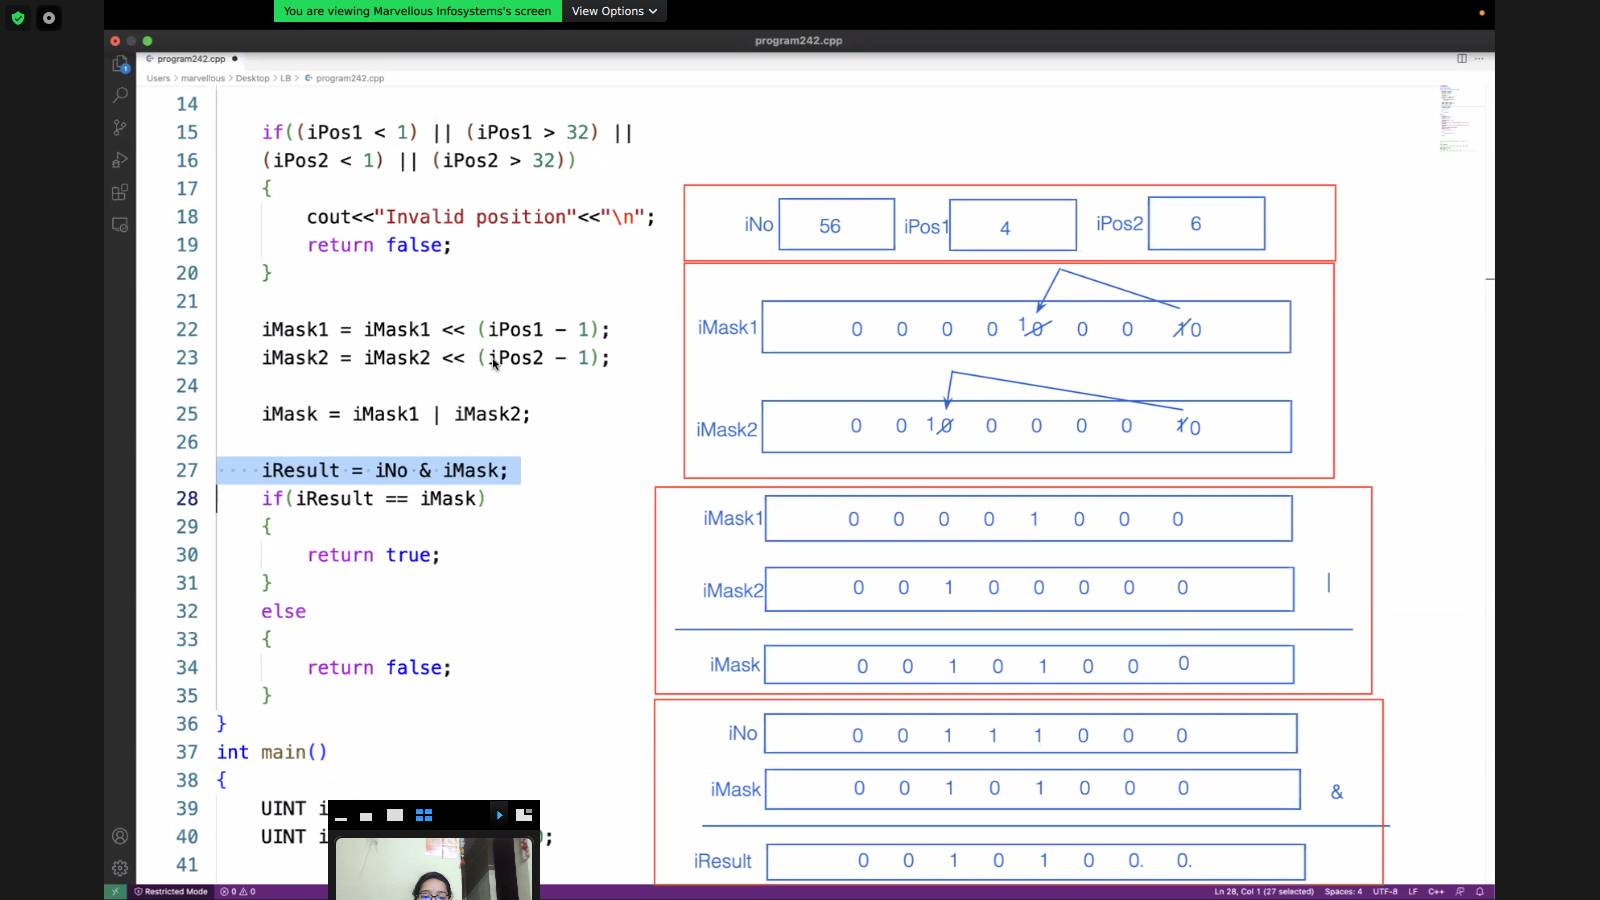 You are viewing Marvellous Infosystems's screen View Options
program242.cpp
program242.cpp
Users > marvellous > Desktop > LB > program242.cpp
14
15 if((iPos1 < 1) || (iPos1 > 32) ||
16 (iPos2 < 1) || (iPos2 > 32))
17 {
18 cout<<"Invalid position"<<"\n";
19 return false;
20 }
21
22 iMask1 = iMask1 << (iPos1 - 1);
23 iMask2 = iMask2 << (iPos2 - 1);
24
25 iMask = iMask1 | iMask2;
26
27 iResult = iNo & iMask;
28 if(iResult == iMask)
29 {
30 return true;
31 }
32 else
33 {
34 return false;
35 }
36 }
37 int main()
38 {
39 UINT i
40 UINT i ;
41
iNo 56 iPos1 4 iPos2 6
iMask1 0 0 0 0 1 0 0 0 1 0
iMask2 0 0 1 0 0 0 0 0 1 0
iMask1 0 0 0 0 1 0 0 0
iMask2 0 0 1 0 0 0 0 0 |
iMask 0 0 1 0 1 0 0 0
iNo 0 0 1 1 1 0 0 0
iMask 0 0 1 0 1 0 0 0 &
iResult 0 0 1 0 1 0 0. 0.
Restricted Mode 0 0 Ln 28, Col 1 (27 selected) Spaces: 4 UTF-8 LF C++